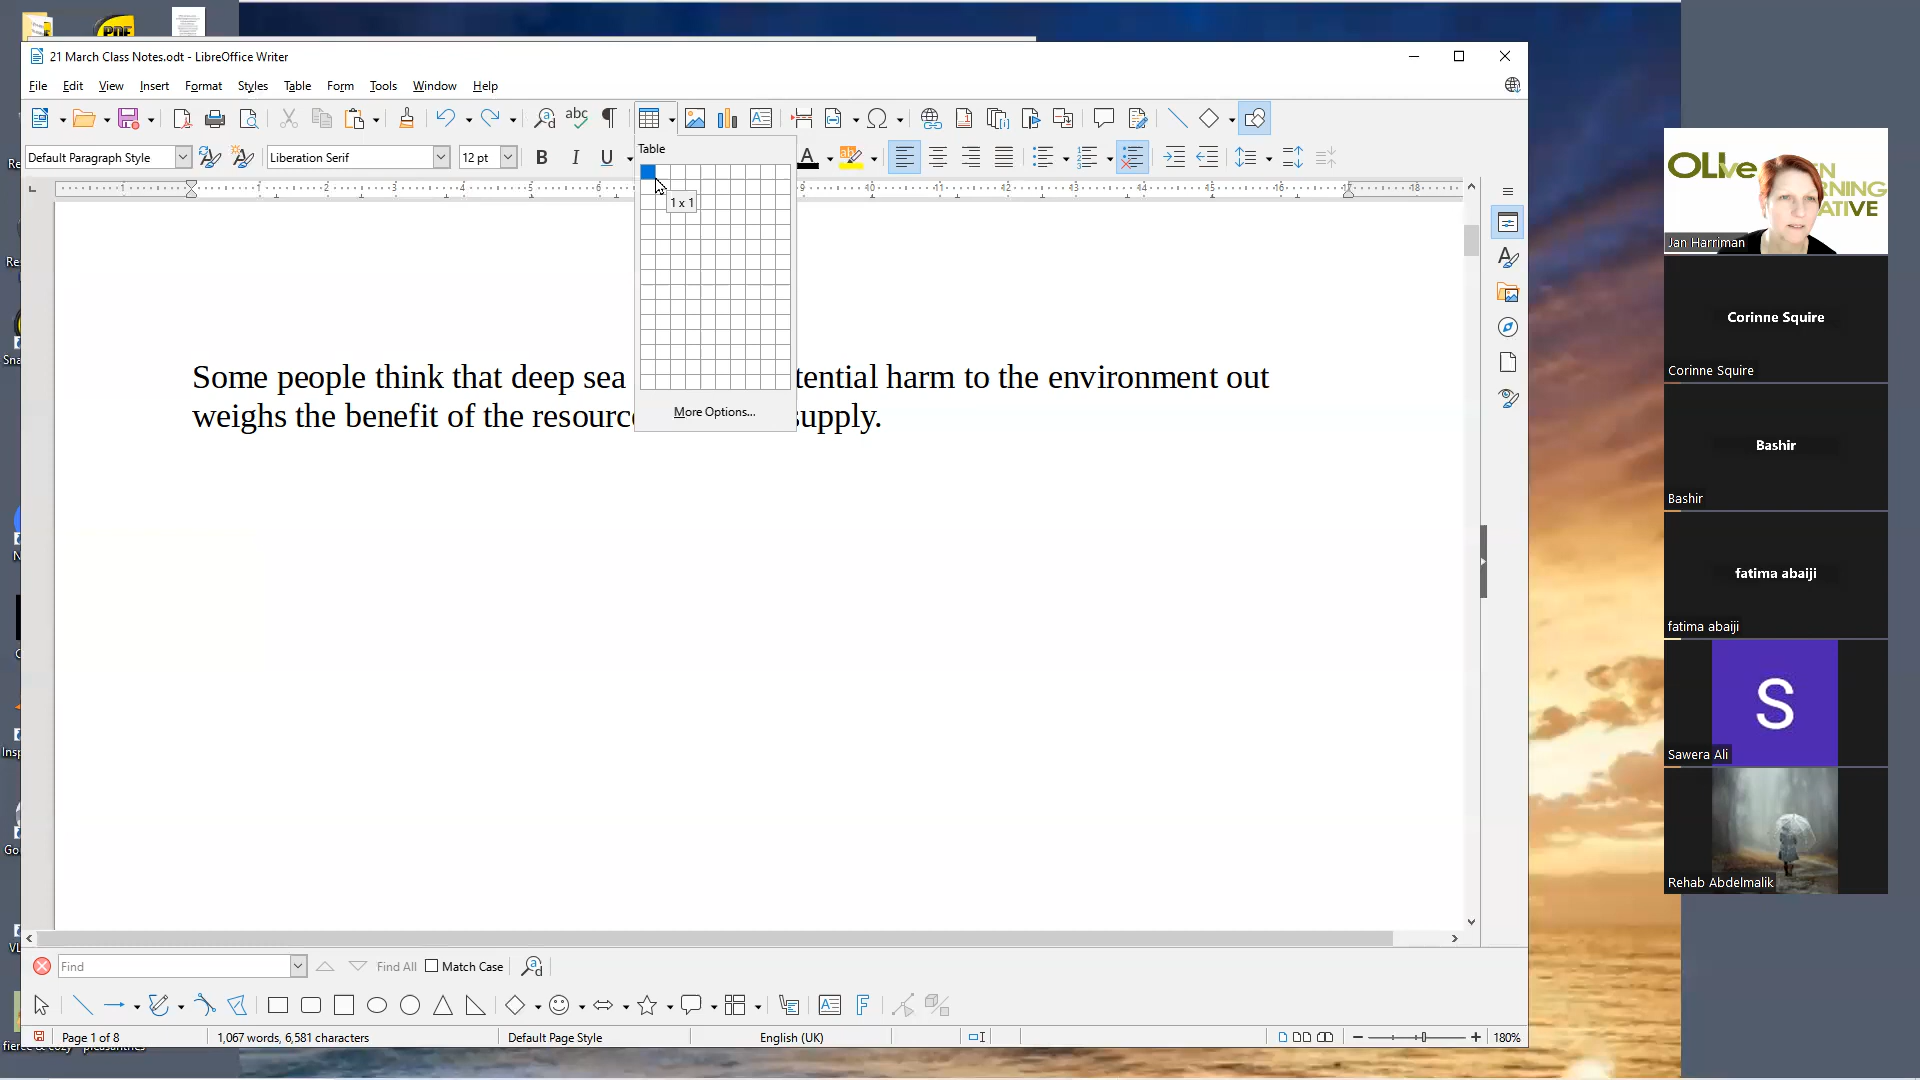 21 March Class Notes.odt - LibreOffice Writer
File Edit View Insert Format Styles Table Form Tools Window Help
Default Paragraph Style
Liberation Serif
12 pt
Table
1 x 1
More Options...
Some people think that deep sea tential harm to the environment out
weighs the benefit of the resourc supply.
Find
Find All
Match Case
Page 1 of 8
1,067 words, 6,581 characters
Default Page Style
English (UK)
180%
PDF
OLIve
Jan Harriman
Corinne Squire
Corinne Squire
Bashir
Bashir
fatima abaiji
fatima abaiji
S
Sawera Ali
Rehab Abdelmalik